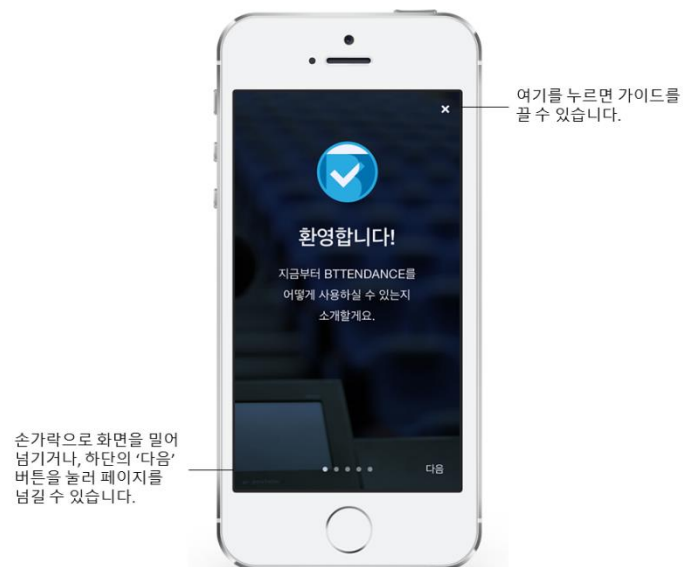 ×
여기를 누르면 가이드를
끌 수 있습니다.
환영합니다!
지금부터 BTTENDANCE를
어떻게 사용하실 수 있는지
소개할게요.
손가락으로 화면을 밀어
넘기거나, 하단의 ‘다음’
버튼을 눌러 페이지를
넘길 수 있습니다.
다음